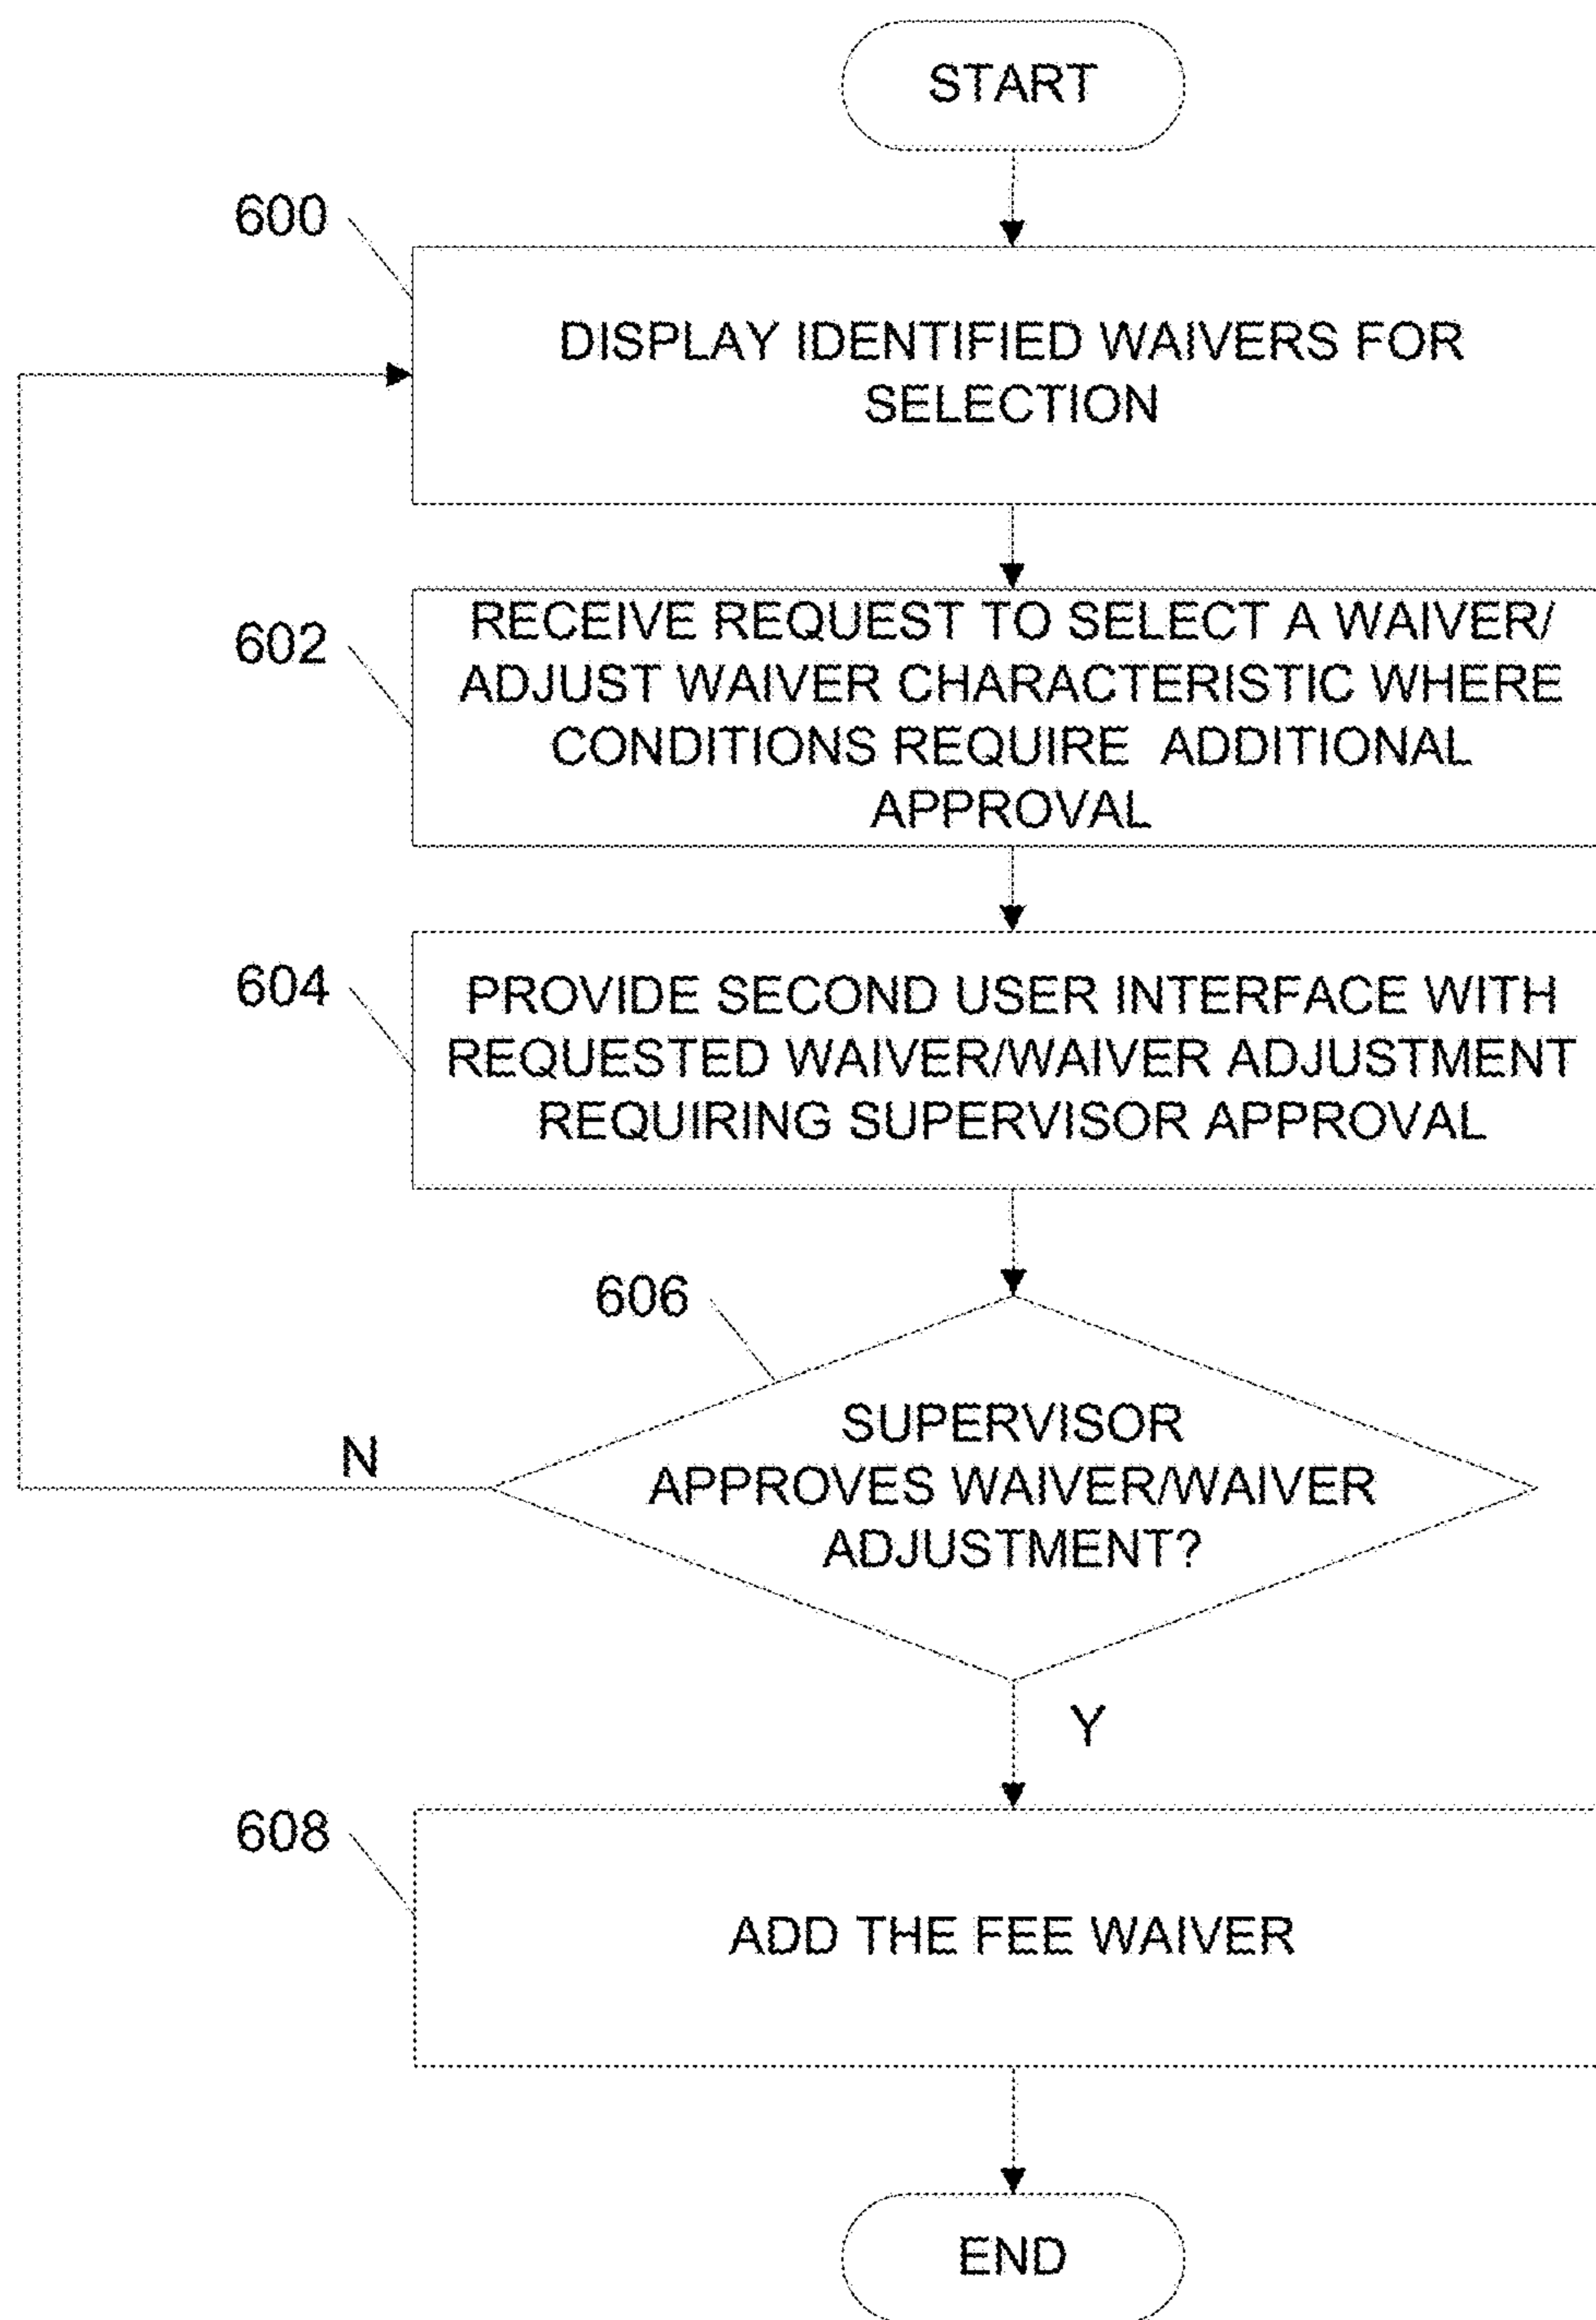 START
600
DISPLAY IDENTIFIED WAIVERS FOR
SELECTION
602
RECEIVE REQUEST TO SELECT A WAIVER/
ADJUST WAIVER CHARACTERISTIC WHERE
CONDITIONS REQUIRE ADDITIONAL
APPROVAL
604
PROVIDE SECOND USER INTERFACE WITH
REQUESTED WAIVER/WAIVER ADJUSTMENT
REQUIRING SUPERVISOR APPROVAL
606
SUPERVISOR
APPROVES WAIVER/WAIVER
ADJUSTMENT?
N
Y
608
ADD THE FEE WAIVER
END